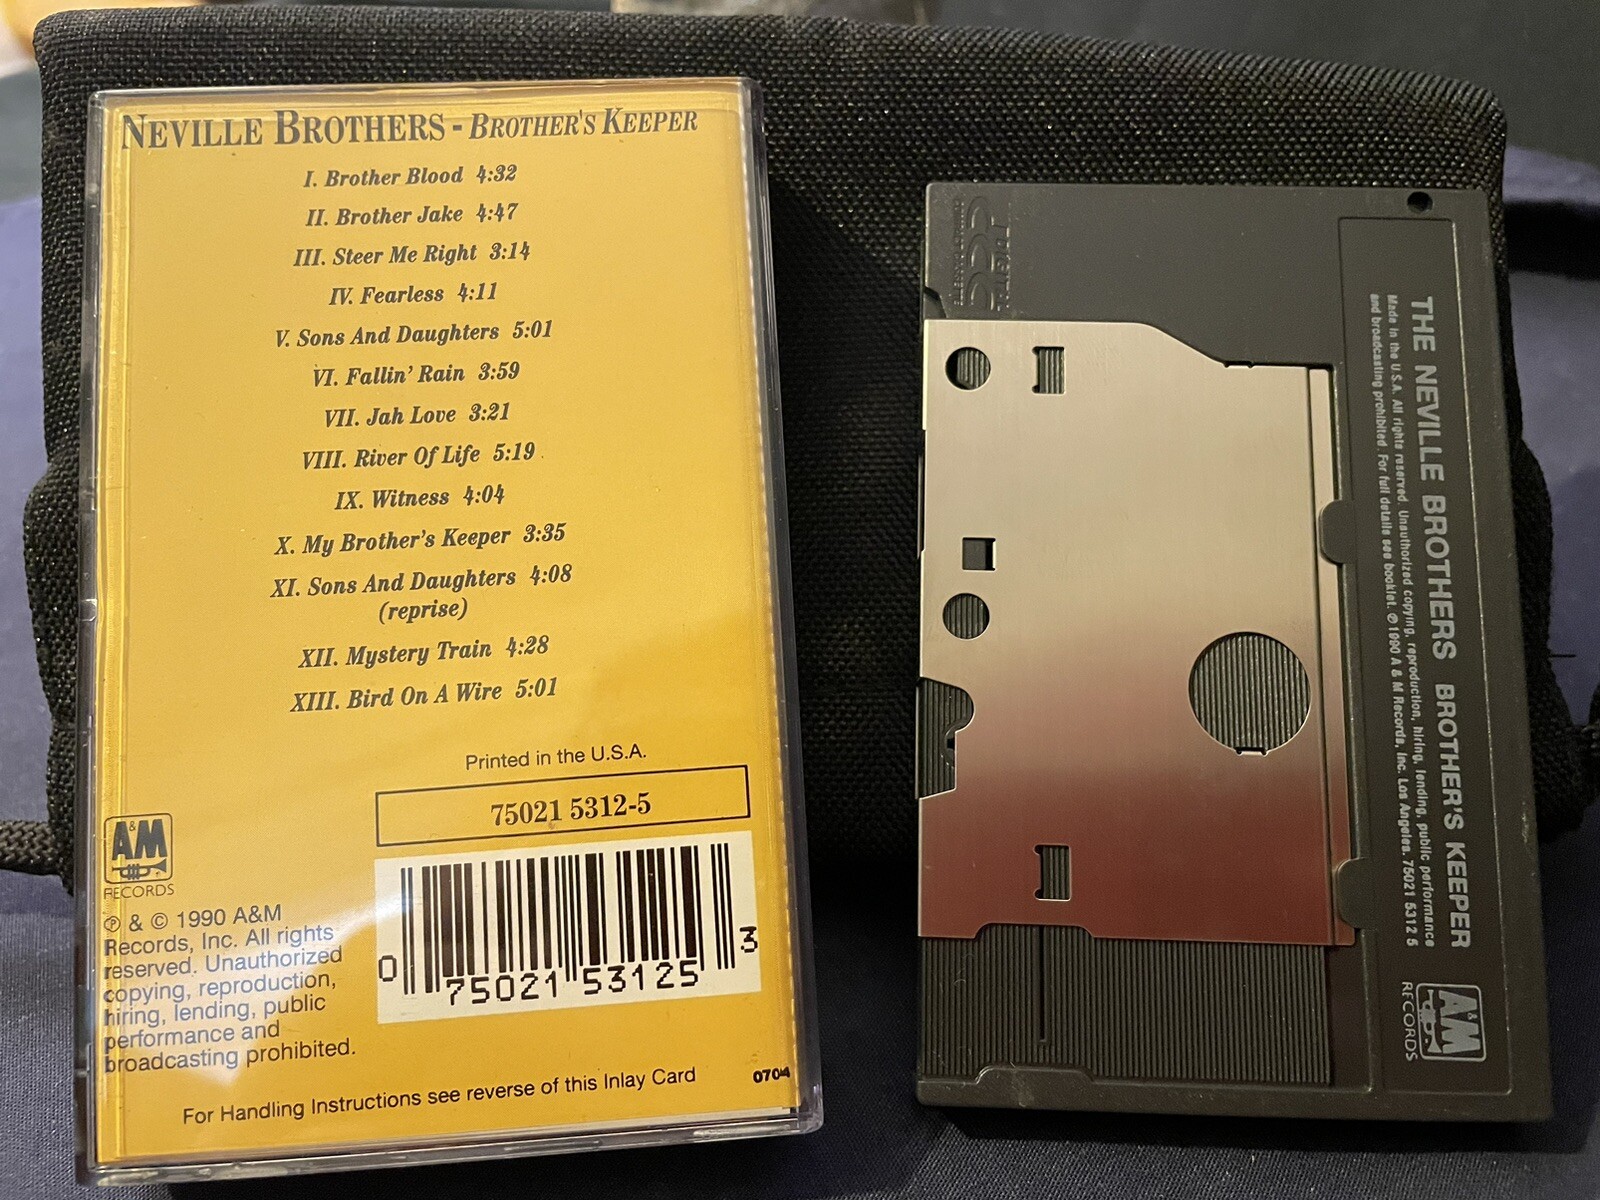 NEVILLE BROTHERS - BROTHER'S KEEPER
I. Brother Blood 4:32
II. Brother Jake 4:47
III. Steer Me Right 3:14
IV. Fearless 4:11
V. Sons And Daughters 5:01
VI. Fallin' Rain 3:59
VII. Jah Love 3:21
VIII. River Of Life 5:19
IX. Witness 4:04
X. My Brother's Keeper 3:35
XI. Sons And Daughters 4:08
(reprise)
XII. Mystery Train 4:28
XIII. Bird On A Wire 5:01
Printed in the U.S.A.
75021 5312-5
A&M
RECORDS
℗ & © 1990 A&M
Records, Inc. All rights
reserved. Unauthorized
copying, reproduction,
hiring, lending, public
performance and
broadcasting prohibited.
0 75021 53125 3
For Handling Instructions see reverse of this Inlay Card
0704
DIGITAL
dcc
THE NEVILLE BROTHERS BROTHER'S KEEPER
Made in the U.S.A. All rights reserved. Unauthorized copying, reproduction, hiring, lending, public performance
and broadcasting prohibited. For full details see booklet. ℗ 1990 A & M Records, Inc. Los Angeles. 75021 5312 5
A&M
RECORDS